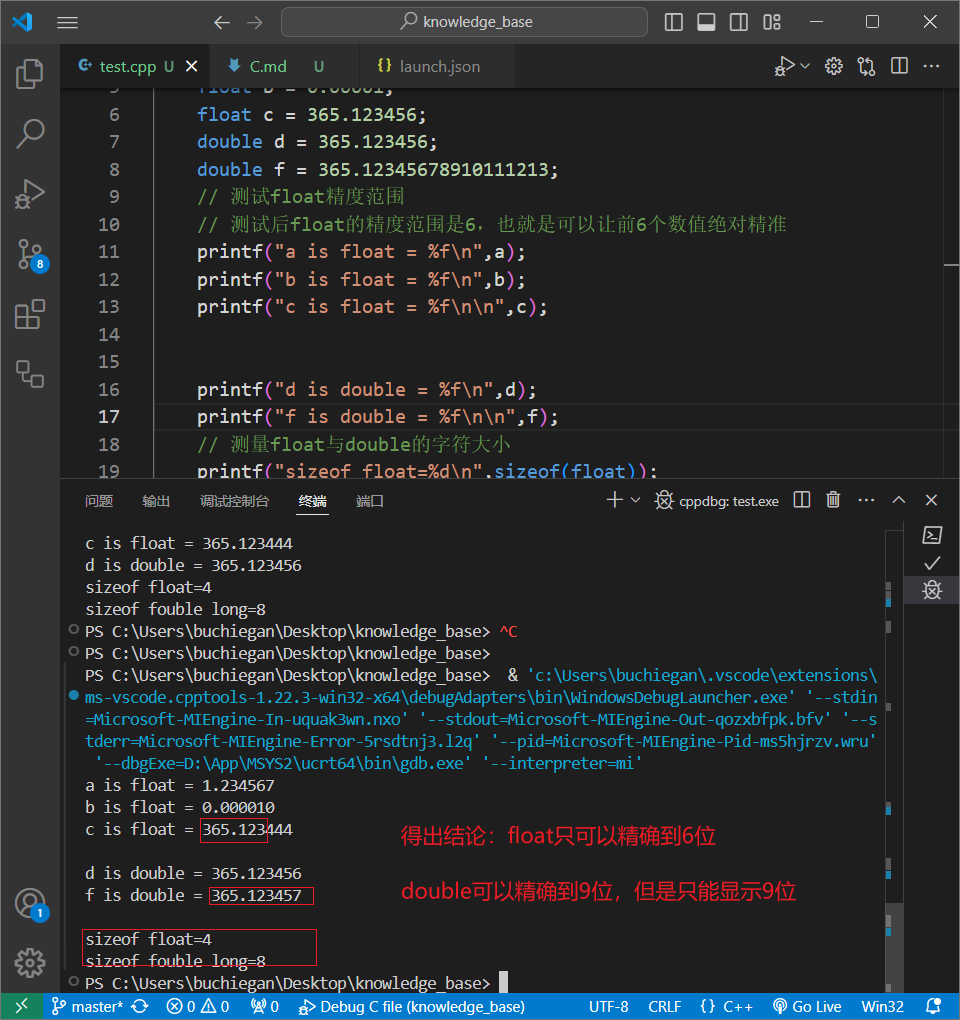 knowledge_base
test.cpp U
C.md U
launch.json
5 float b = 0.00001;
6 float c = 365.123456;
7 double d = 365.123456;
8 double f = 365.12345678910111213;
9 // 测试float精度范围
10 // 测试后float的精度范围是6，也就是可以让前6个数值绝对精准
11 printf("a is float = %f\n",a);
12 printf("b is float = %f\n",b);
13 printf("c is float = %f\n\n",c);
14
15
16 printf("d is double = %f\n",d);
17 printf("f is double = %f\n\n",f);
18 // 测量float与double的字符大小
19 printf("sizeof float=%d\n",sizeof(float));
问题 输出 调试控制台 终端 端口 cppdbg: test.exe
c is float = 365.123444
d is double = 365.123456
sizeof float=4
sizeof fouble long=8
PS C:\Users\buchiegan\Desktop\knowledge_base> ^C
PS C:\Users\buchiegan\Desktop\knowledge_base>
PS C:\Users\buchiegan\Desktop\knowledge_base>  & 'c:\Users\buchiegan\.vscode\extensions\
ms-vscode.cpptools-1.22.3-win32-x64\debugAdapters\bin\WindowsDebugLauncher.exe' '--stdin
=Microsoft-MIEngine-In-uquak3wn.nxo' '--stdout=Microsoft-MIEngine-Out-qozxbfpk.bfv' '--s
tderr=Microsoft-MIEngine-Error-5rsdtnj3.l2q' '--pid=Microsoft-MIEngine-Pid-ms5hjrzv.wru'
'--dbgExe=D:\App\MSYS2\ucrt64\bin\gdb.exe' '--interpreter=mi'
a is float = 1.234567
b is float = 0.000010
c is float = 365.123444
得出结论：float只可以精确到6位
d is double = 365.123456
f is double = 365.123457
double可以精确到9位，但是只能显示9位
sizeof float=4
sizeof fouble long=8
PS C:\Users\buchiegan\Desktop\knowledge_base>
8
1
master* 0 0 0 Debug C file (knowledge_base) UTF-8 CRLF {} C++ Go Live Win32